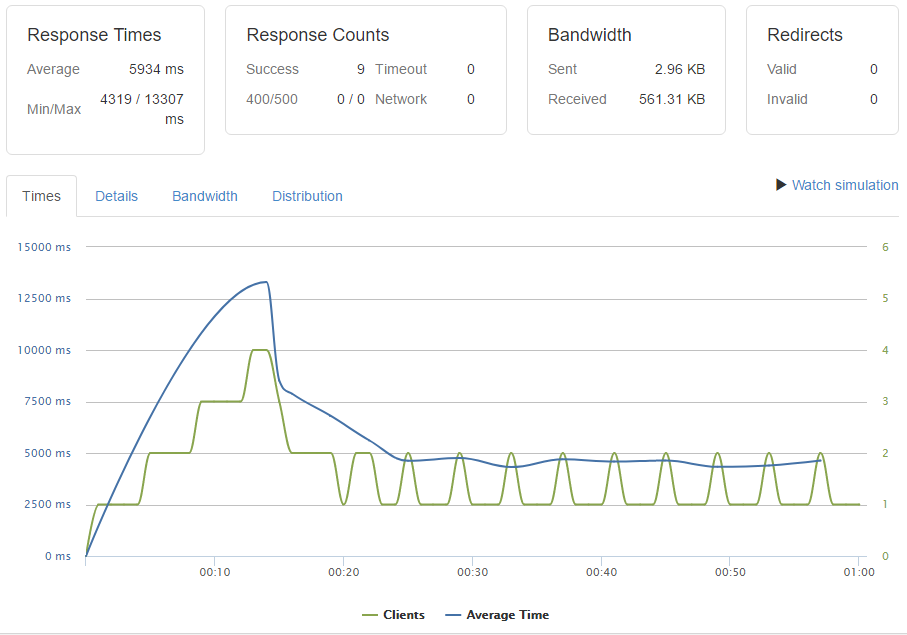 Response Times
Average 5934 ms
Min/Max 4319 / 13307
ms
Response Counts
Success 9 Timeout 0
400/500 0 / 0 Network 0
Bandwidth
Sent 2.96 KB
Received 561.31 KB
Redirects
Valid 0
Invalid 0
Times Details Bandwidth Distribution
Watch simulation
15000 ms 6
12500 ms 5
10000 ms 4
7500 ms 3
5000 ms 2
2500 ms 1
0 ms 0
00:10 00:20 00:30 00:40 00:50 01:00
Clients Average Time